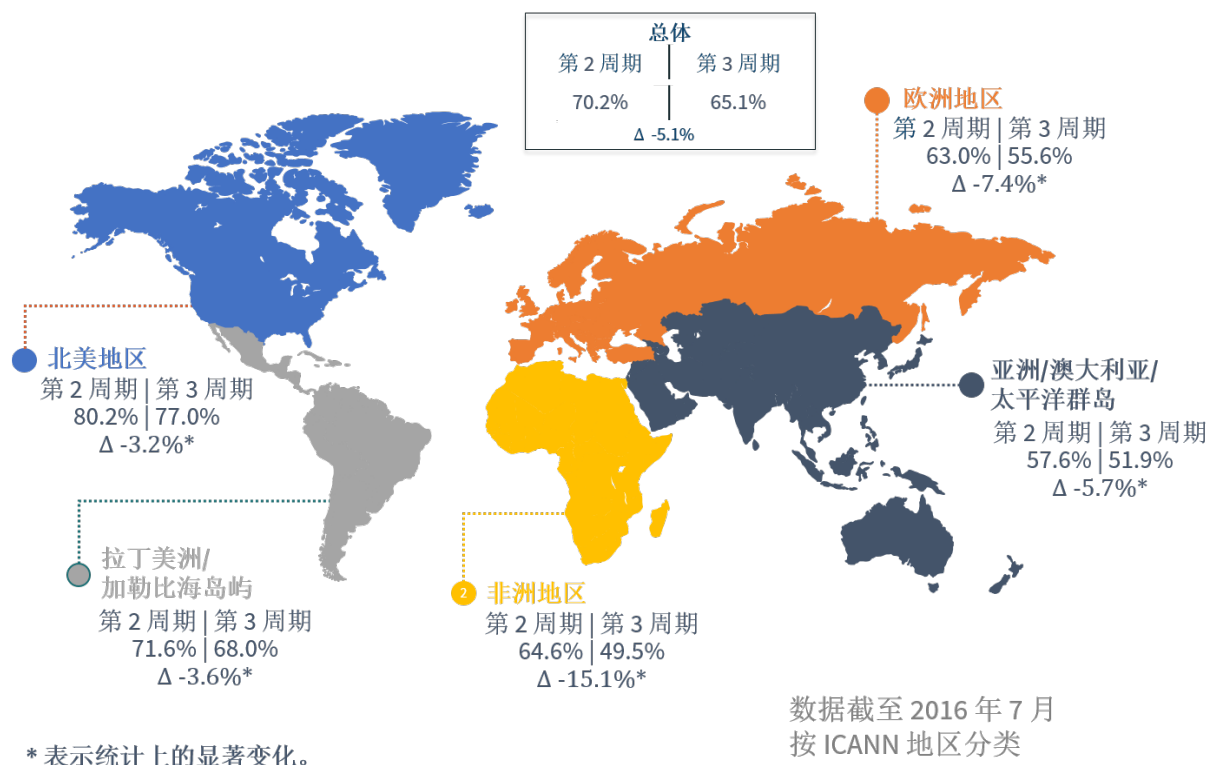 总体
第 2 周期 | 第 3 周期
70.2% | 65.1%
Δ -5.1%
欧洲地区
第 2 周期 | 第 3 周期
63.0% | 55.6%
Δ -7.4%*
北美地区
第 2 周期 | 第 3 周期
80.2% | 77.0%
Δ -3.2%*
亚洲/澳大利亚/
太平洋群岛
第 2 周期 | 第 3 周期
57.6% | 51.9%
Δ -5.7%*
拉丁美洲/
加勒比海岛屿
第 2 周期 | 第 3 周期
71.6% | 68.0%
Δ -3.6%*
2 非洲地区
第 2 周期 | 第 3 周期
64.6% | 49.5%
Δ -15.1%*
数据截至 2016 年 7 月
按 ICANN 地区分类
* 表示统计上的显著变化。